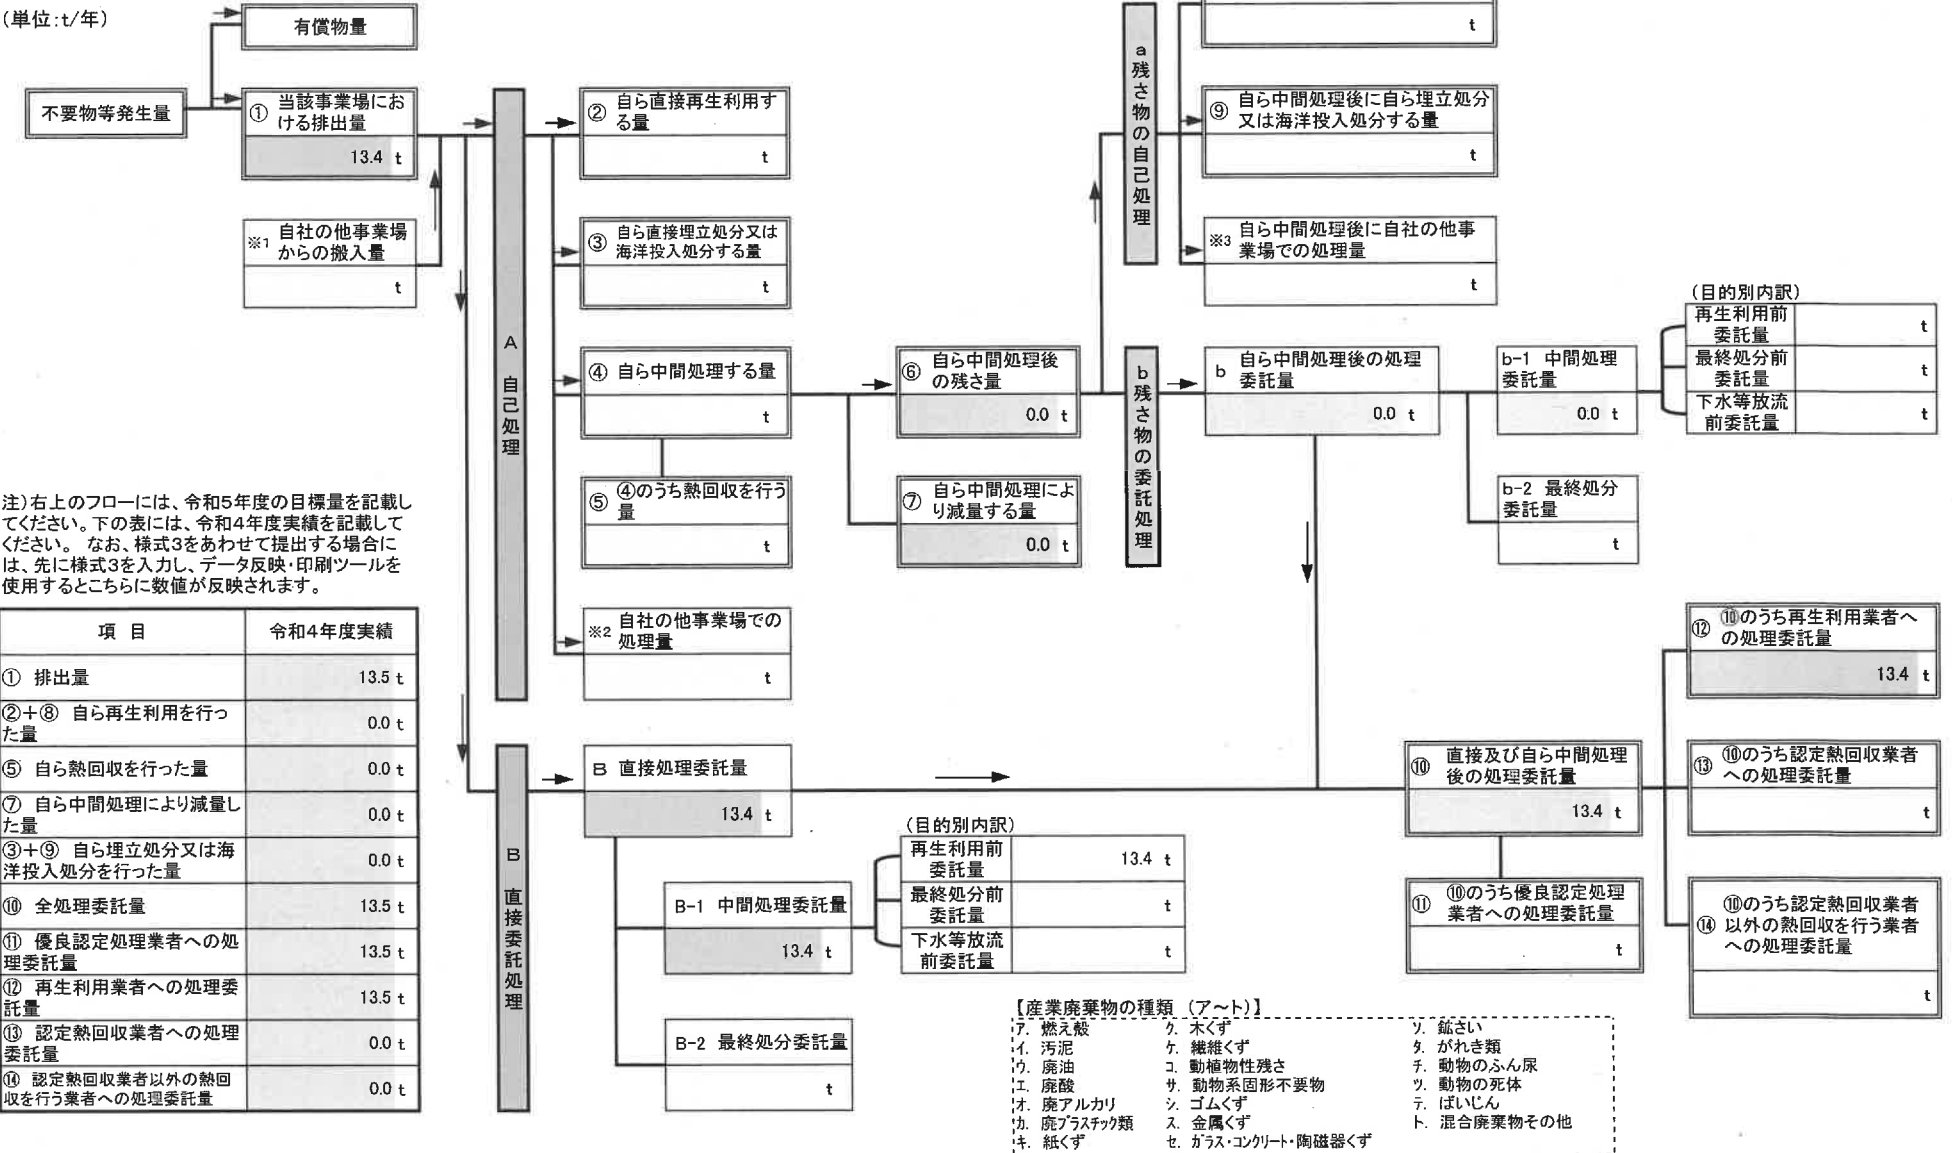 (単位:t/年)
有償物量
不要物等発生量
① 当該事業場にお
ける排出量
13.4 t
※1 自社の他事業場
からの搬入量
t
A 自己処理
② 自ら直接再生利用す
る量
t
③ 自ら直接埋立処分又は
海洋投入処分する量
t
④ 自ら中間処理する量
t
⑤ ④のうち熱回収を行う
量
t
※2 自社の他事業場での
処理量
t
⑥ 自ら中間処理後
の残さ量
0.0 t
⑦ 自ら中間処理によ
り減量する量
0.0 t
a 残さ物の自己処理
t
⑨ 自ら中間処理後に自ら埋立処分
又は海洋投入処分する量
t
※3 自ら中間処理後に自社の他事
業場での処理量
t
b 残さ物の委託処理
b 自ら中間処理後の処理
委託量
0.0 t
b-1 中間処理
委託量
0.0 t
(目的別内訳)
再生利用前
委託量
t
最終処分前
委託量
t
下水等放流
前委託量
t
b-2 最終処分
委託量
t
注)右上のフローには、令和5年度の目標量を記載し
てください。下の表には、令和4年度実績を記載して
ください。 なお、様式3をあわせて提出する場合に
は、先に様式3を入力し、データ反映・印刷ツールを
使用するとこちらに数値が反映されます。
項 目 令和4年度実績
① 排出量 13.5 t
②+⑧ 自ら再生利用を行っ
た量 0.0 t
⑤ 自ら熱回収を行った量 0.0 t
⑦ 自ら中間処理により減量し
た量 0.0 t
③+⑨ 自ら埋立処分又は海
洋投入処分を行った量 0.0 t
⑩ 全処理委託量 13.5 t
⑪ 優良認定処理業者への処
理委託量 13.5 t
⑫ 再生利用業者への処理委
託量 13.5 t
⑬ 認定熱回収業者への処理
委託量 0.0 t
⑭ 認定熱回収業者以外の熱回
収を行う業者への処理委託量 0.0 t
B 直接委託処理
B 直接処理委託量
13.4 t
B-1 中間処理委託量
13.4 t
(目的別内訳)
再生利用前
委託量
13.4 t
最終処分前
委託量
t
下水等放流
前委託量
t
B-2 最終処分委託量
t
⑩ 直接及び自ら中間処理
後の処理委託量
13.4 t
⑪ ⑩のうち優良認定処理
業者への処理委託量
t
⑫ ⑩のうち再生利用業者へ
の処理委託量
13.4 t
⑬ ⑩のうち認定熱回収業者
への処理委託量
t
⑭ ⑩のうち認定熱回収業者
以外の熱回収を行う業者
への処理委託量
t
【産業廃棄物の種類 (ア~ト)】
ア. 燃え殻 ク. 木くず ソ. 鉱さい
イ. 汚泥 ケ. 繊維くず タ. がれき類
ウ. 廃油 コ. 動植物性残さ チ. 動物のふん尿
エ. 廃酸 サ. 動物系固形不要物 ツ. 動物の死体
オ. 廃アルカリ シ. ゴムくず テ. ばいじん
カ. 廃プラスチック類 ス. 金属くず ト. 混合廃棄物その他
キ. 紙くず セ. ガラス・コンクリート・陶磁器くず